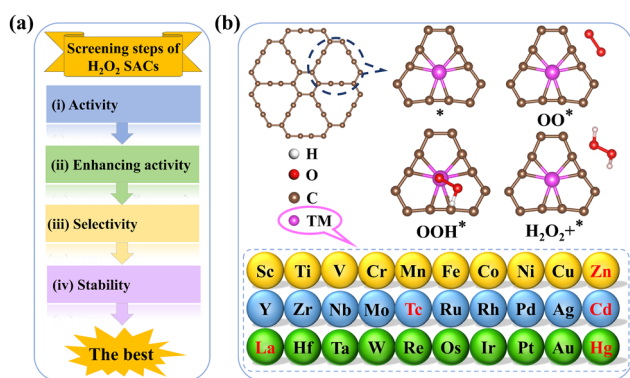 (a)
Screening steps of
H₂O₂ SACs
(i) Activity
(ii) Enhancing activity
(iii) Selectivity
(iv) Stability
The best
(b)
*
OO*
H
O
C
TM
OOH*
H₂O₂+*
Sc Ti V Cr Mn Fe Co Ni Cu Zn
Y Zr Nb Mo Tc Ru Rh Pd Ag Cd
La Hf Ta W Re Os Ir Pt Au Hg